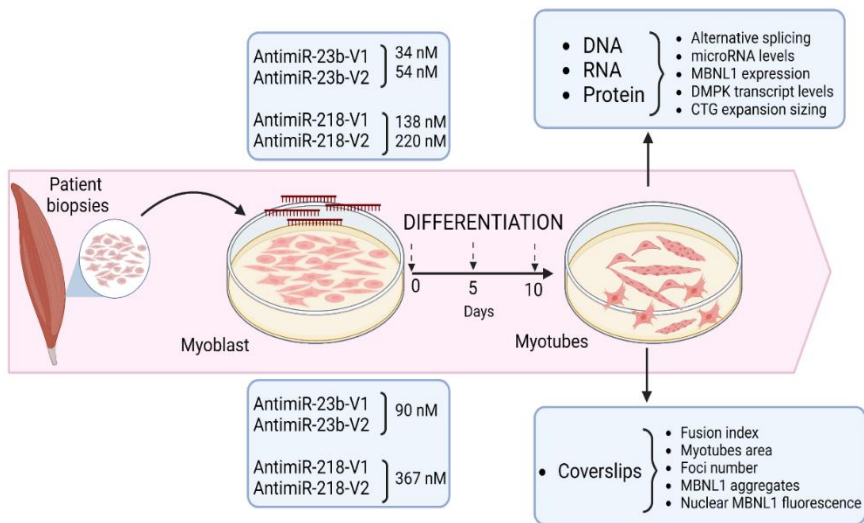 AntimiR-23b-V1
AntimiR-23b-V2
34 nM
54 nM
AntimiR-218-V1
AntimiR-218-V2
138 nM
220 nM
• DNA
• RNA
• Protein
• Alternative splicing
• microRNA levels
• MBNL1 expression
• DMPK transcript levels
• CTG expansion sizing
Patient
biopsies
DIFFERENTIATION
0 5 10
Days
Myoblast
Myotubes
AntimiR-23b-V1
AntimiR-23b-V2
90 nM
AntimiR-218-V1
AntimiR-218-V2
367 nM
• Coverslips
• Fusion index
• Myotubes area
• Foci number
• MBNL1 aggregates
• Nuclear MBNL1 fluorescence